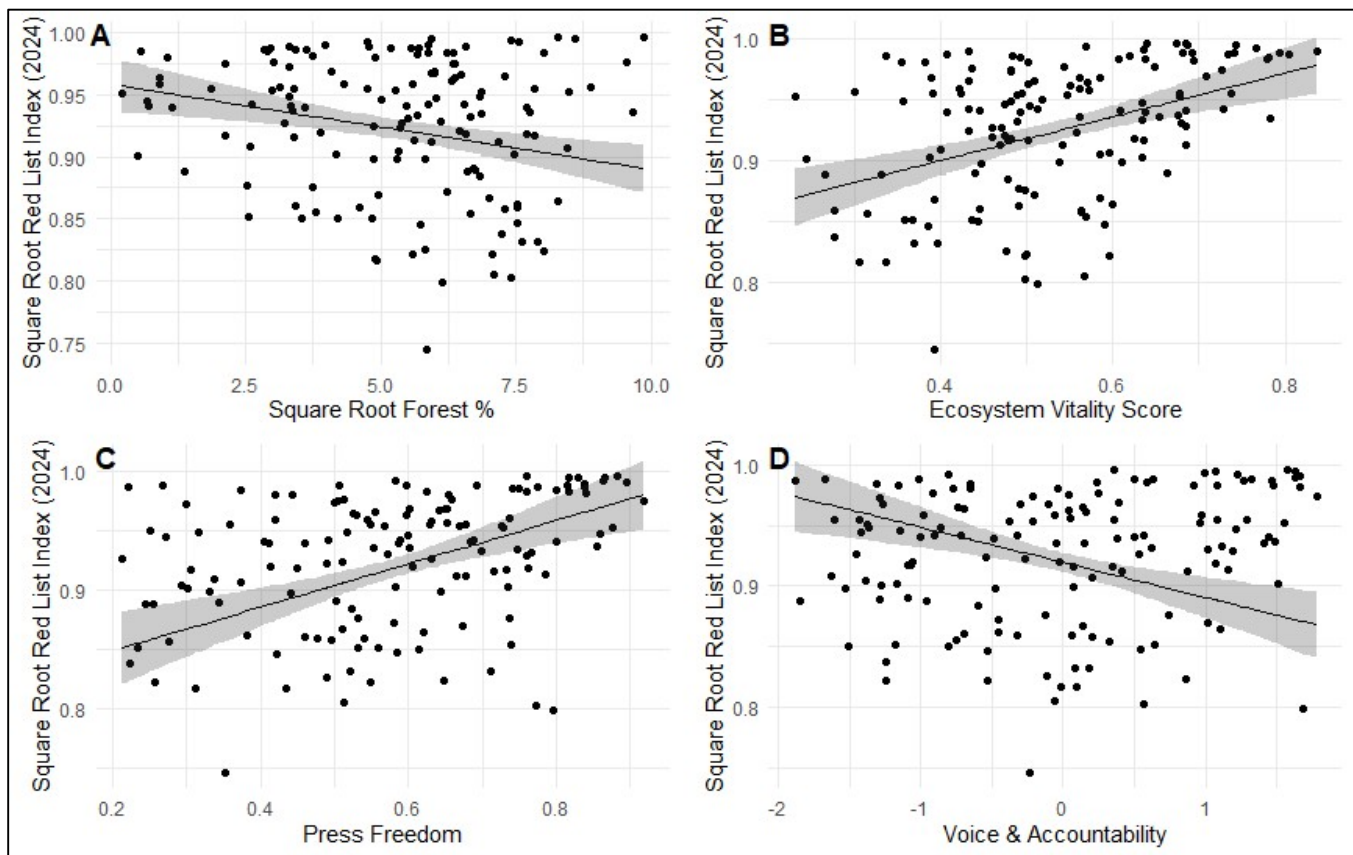 A
Square Root Red List Index (2024)
1.00
0.95
0.90
0.85
0.80
0.75
0.0
2.5
5.0
7.5
10.0
Square Root Forest %
B
Square Root Red List Index (2024)
1.0
0.9
0.8
0.4
0.6
0.8
Ecosystem Vitality Score
C
Square Root Red List Index (2024)
1.0
0.9
0.8
0.2
0.4
0.6
0.8
Press Freedom
D
Square Root Red List Index (2024)
1.0
0.9
0.8
-2
-1
0
1
Voice & Accountability